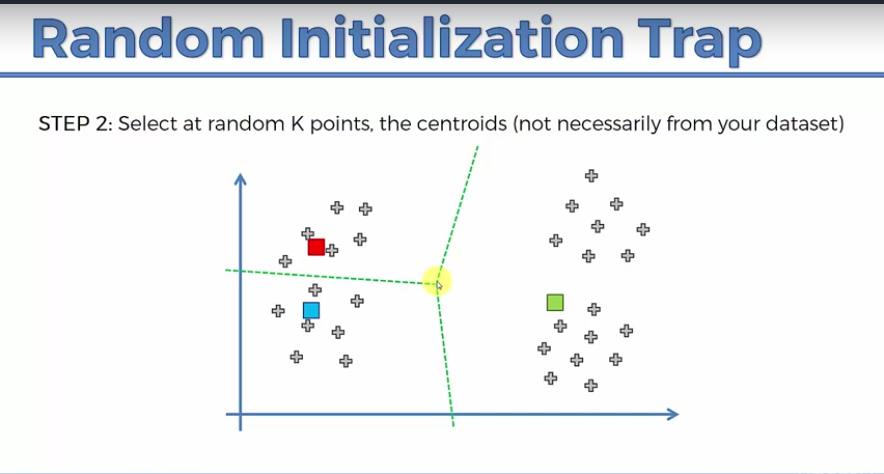 Random Initialization Trap
STEP 2: Select at random K points, the centroids (not necessarily from your dataset)